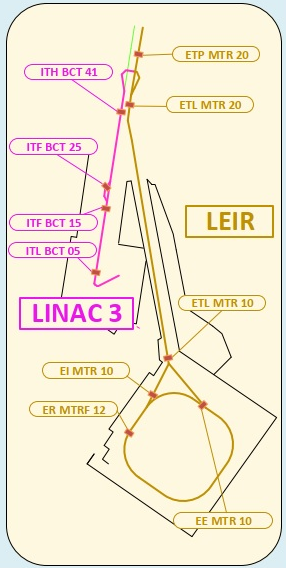 ETP MTR 20
ITH BCT 41
ETL MTR 20
ITF BCT 25
LEIR
ITF BCT 15
ITL BCT 05
ETL MTR 10
LINAC 3
EI MTR 10
ER MTRF 12
EE MTR 10